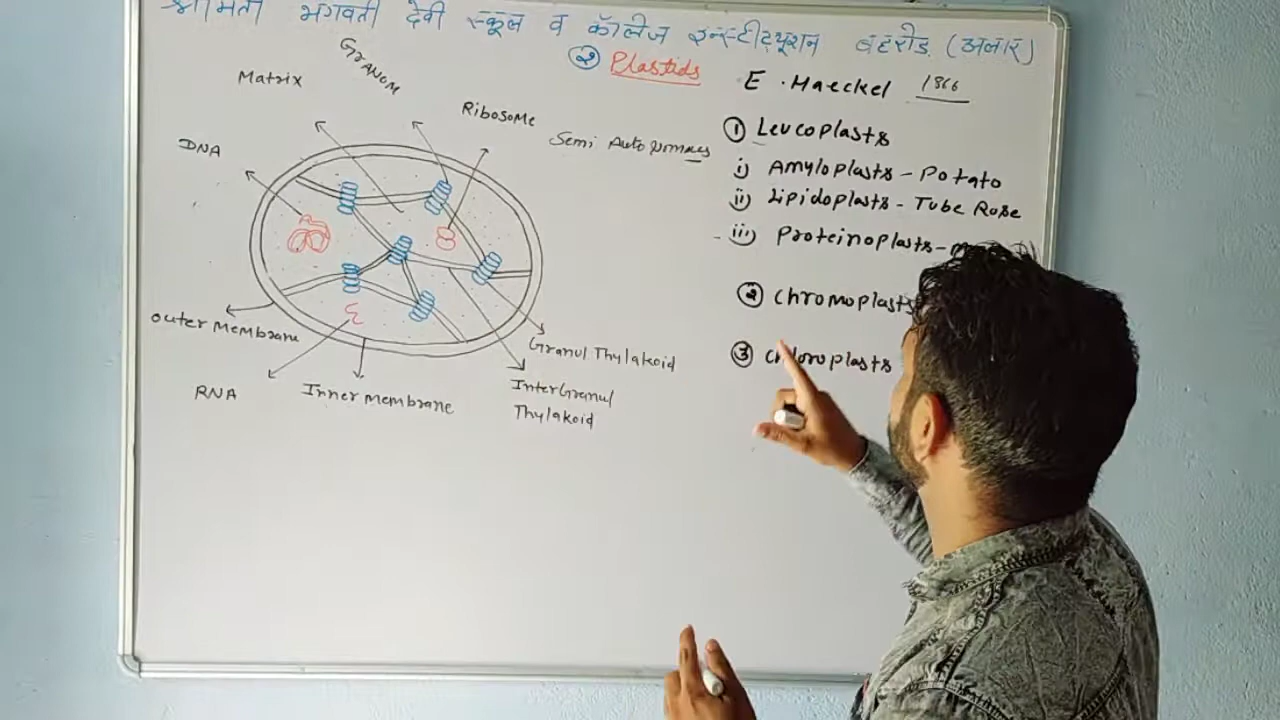 श्रीमती भगवती देवी स्कूल व कॉलेज इन्स्टीट्यूशन बहरोड़ (अलवर)
② Plastids
E. Haeckel 1866
Matrix
Granom
Ribosome
DNA
Semi Autonomous
① Leucoplasts
i) Amyloplasts - Potato
ii) Lipidoplasts - Tube Rose
iii) Proteinoplasts -
② Chromoplasts
③ Chloroplasts
Outer Membrane
RNA
Inner Membrane
Granul Thylakoid
InterGranul
Thylakoid